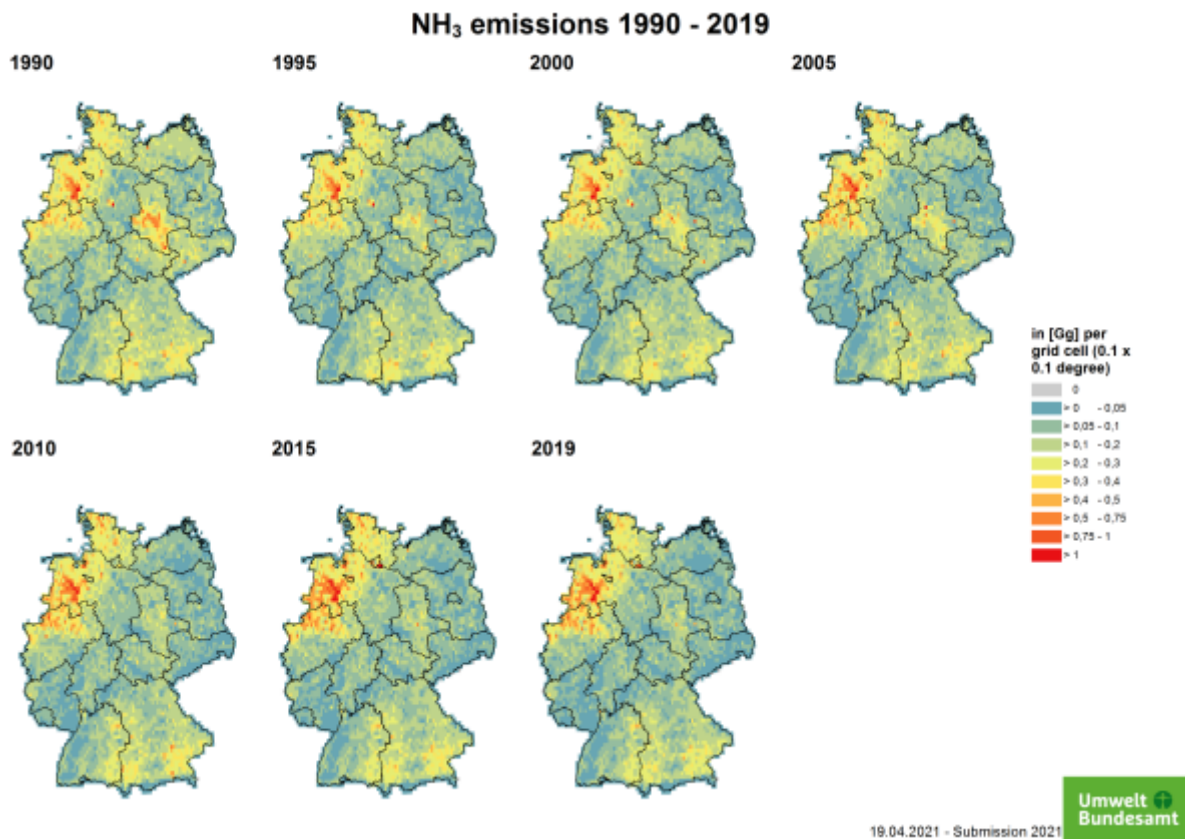 NH₃ emissions 1990 - 2019
1990
1995
2000
2005
in [Gg] per
grid cell (0.1 x
0.1 degree)
0
> 0 - 0,05
> 0,05 - 0,1
> 0,1 - 0,2
> 0,2 - 0,3
> 0,3 - 0,4
> 0,4 - 0,5
> 0,5 - 0,75
> 0,75 - 1
> 1
2010
2015
2019
Umwelt
Bundesamt
19.04.2021 - Submission 2021